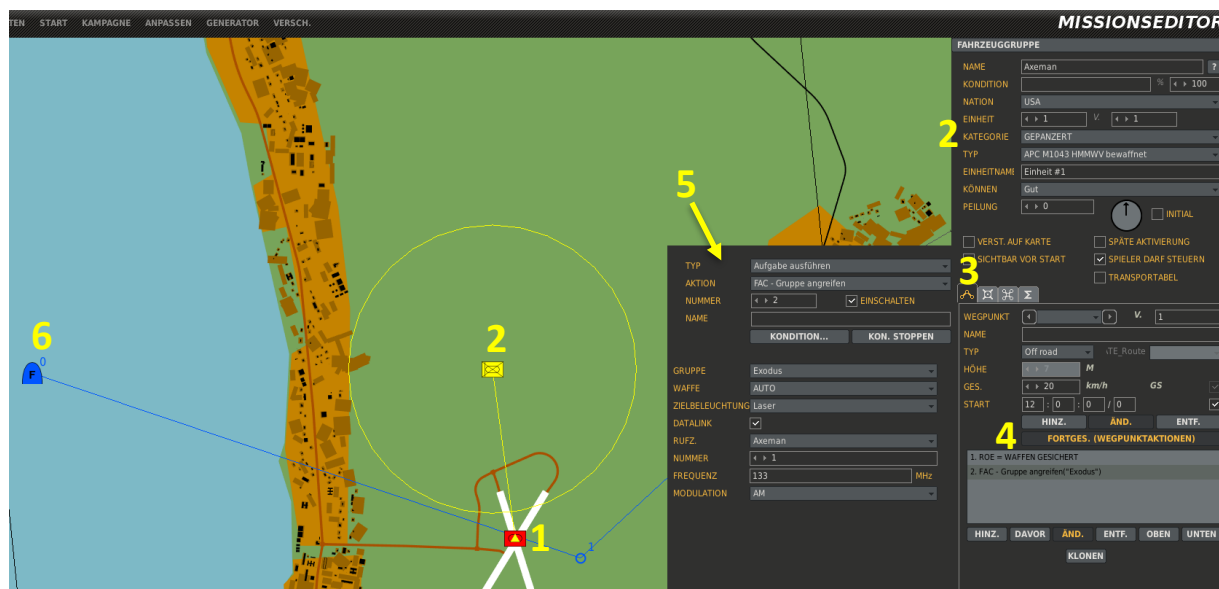 TEN START KAMPAGNE ANPASSEN GENERATOR VERSCH. MISSIONSEDITOR
FAHRZEUGGRUPPE
NAME Axeman ?
KONDITION % 100
NATION USA
EINHEIT 1 V. 1
2 KATEGORIE GEPANZERT
TYP APC M1043 HMMWV bewaffnet
EINHEITNAME Einheit #1
KÖNNEN Gut
PEILUNG 0 INITIAL
VERST. AUF KARTE SPÄTE AKTIVIERUNG
SICHTBAR VOR START SPIELER DARF STEUERN
TRANSPORTABEL
3
Σ
WEGPUNKT V. 1
NAME
TYP Off road
HÖHE 7 M
GES. 20 km/h GS
START 12 : 0 : 0 / 0
HINZ. ÄND. ENTF.
4 FORTGES. (WEGPUNKTAKTIONEN)
1. ROE = WAFFEN GESICHERT
2. FAC - Gruppe angreifen("Exodus")
HINZ. DAVOR ÄND. ENTF. OBEN UNTEN
KLONEN
5
TYP Aufgabe ausführen
AKTION FAC - Gruppe angreifen
NUMMER 2 EINSCHALTEN
NAME
KONDITION... KON. STOPPEN
GRUPPE Exodus
WAFFE AUTO
ZIELBELEUCHTUNG Laser
DATALINK
RUFZ. Axeman
NUMMER 1
FREQUENZ 133 MHz
MODULATION AM
6
0
F
2
1
1